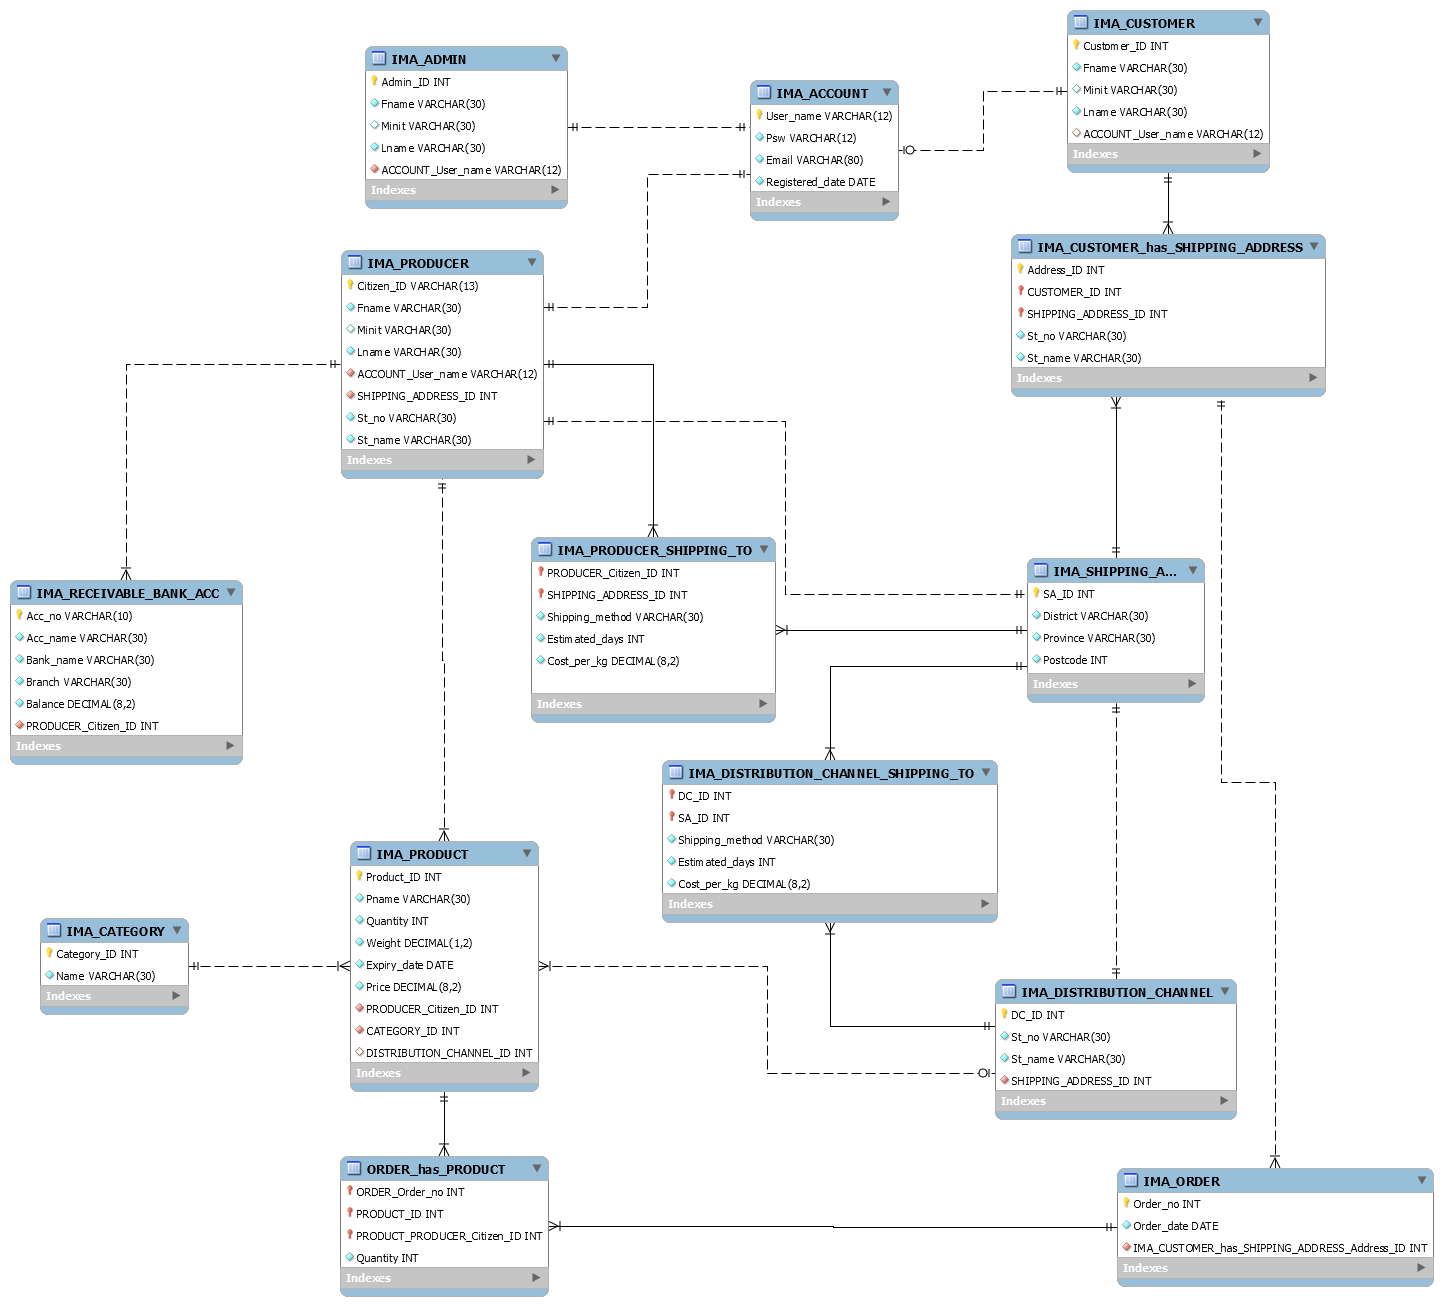 IMA_CUSTOMER
Customer_ID INT
Fname VARCHAR(30)
Minit VARCHAR(30)
Lname VARCHAR(30)
ACCOUNT_User_name VARCHAR(12)
Indexes
IMA_ADMIN
Admin_ID INT
Fname VARCHAR(30)
Minit VARCHAR(30)
Lname VARCHAR(30)
ACCOUNT_User_name VARCHAR(12)
Indexes
IMA_ACCOUNT
User_name VARCHAR(12)
Psw VARCHAR(12)
Email VARCHAR(80)
Registered_date DATE
Indexes
IMA_CUSTOMER_has_SHIPPING_ADDRESS
Address_ID INT
CUSTOMER_ID INT
SHIPPING_ADDRESS_ID INT
St_no VARCHAR(30)
St_name VARCHAR(30)
Indexes
IMA_PRODUCER
Citizen_ID VARCHAR(13)
Fname VARCHAR(30)
Minit VARCHAR(30)
Lname VARCHAR(30)
ACCOUNT_User_name VARCHAR(12)
SHIPPING_ADDRESS_ID INT
St_no VARCHAR(30)
St_name VARCHAR(30)
Indexes
IMA_PRODUCER_SHIPPING_TO
PRODUCER_Citizen_ID INT
SHIPPING_ADDRESS_ID INT
Shipping_method VARCHAR(30)
Estimated_days INT
Cost_per_kg DECIMAL(8,2)
Indexes
IMA_SHIPPING_A...
SA_ID INT
District VARCHAR(30)
Province VARCHAR(30)
Postcode INT
Indexes
IMA_RECEIVABLE_BANK_ACC
Acc_no VARCHAR(10)
Acc_name VARCHAR(30)
Bank_name VARCHAR(30)
Branch VARCHAR(30)
Balance DECIMAL(8,2)
PRODUCER_Citizen_ID INT
Indexes
IMA_DISTRIBUTION_CHANNEL_SHIPPING_TO
DC_ID INT
SA_ID INT
Shipping_method VARCHAR(30)
Estimated_days INT
Cost_per_kg DECIMAL(8,2)
Indexes
IMA_PRODUCT
Product_ID INT
Pname VARCHAR(30)
Quantity INT
Weight DECIMAL(1,2)
Expiry_date DATE
Price DECIMAL(8,2)
PRODUCER_Citizen_ID INT
CATEGORY_ID INT
DISTRIBUTION_CHANNEL_ID INT
Indexes
IMA_CATEGORY
Category_ID INT
Name VARCHAR(30)
Indexes
IMA_DISTRIBUTION_CHANNEL
DC_ID INT
St_no VARCHAR(30)
St_name VARCHAR(30)
SHIPPING_ADDRESS_ID INT
Indexes
ORDER_has_PRODUCT
ORDER_Order_no INT
PRODUCT_ID INT
PRODUCT_PRODUCER_Citizen_ID INT
Quantity INT
Indexes
IMA_ORDER
Order_no INT
Order_date DATE
IMA_CUSTOMER_has_SHIPPING_ADDRESS_Address_ID INT
Indexes